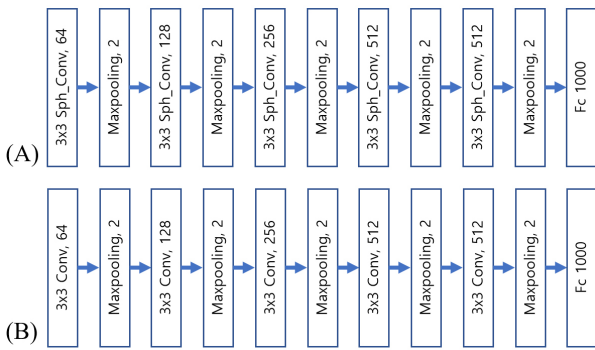 3x3 Sph_Conv, 64
Maxpooling, 2
3x3 Sph_Conv, 128
Maxpooling, 2
3x3 Sph_Conv, 256
Maxpooling, 2
3x3 Sph_Conv, 512
Maxpooling, 2
3x3 Sph_Conv, 512
Maxpooling, 2
Fc 1000
(A)
3x3 Conv, 64
Maxpooling, 2
3x3 Conv, 128
Maxpooling, 2
3x3 Conv, 256
Maxpooling, 2
3x3 Conv, 512
Maxpooling, 2
3x3 Conv, 512
Maxpooling, 2
Fc 1000
(B)